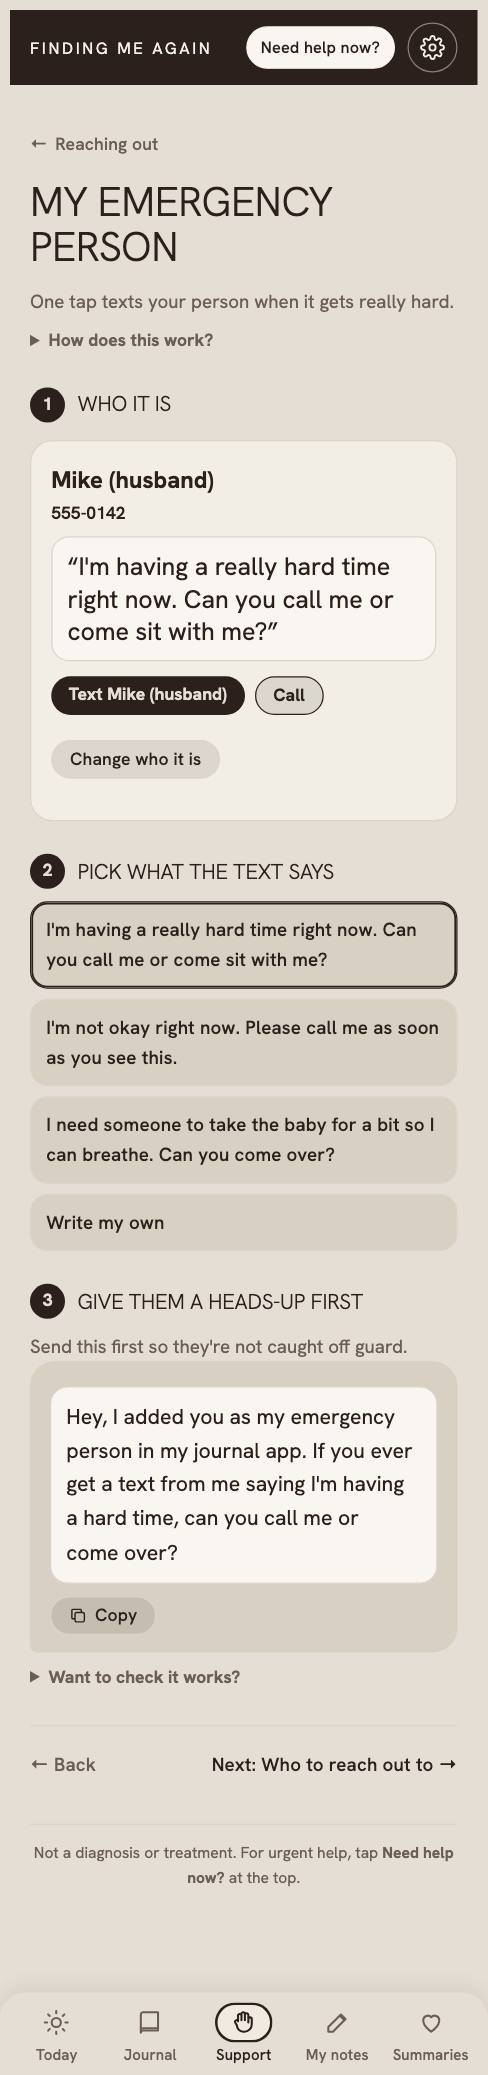 FINDING ME AGAIN
Need help now?
← Reaching out
MY EMERGENCY
PERSON
One tap texts your person when it gets really hard.
▶ How does this work?
1 WHO IT IS
Mike (husband)
555-0142
“I'm having a really hard time
right now. Can you call me or
come sit with me?”
Text Mike (husband)
Call
Change who it is
2 PICK WHAT THE TEXT SAYS
I'm having a really hard time right now. Can
you call me or come sit with me?
I'm not okay right now. Please call me as soon
as you see this.
I need someone to take the baby for a bit so I
can breathe. Can you come over?
Write my own
3 GIVE THEM A HEADS-UP FIRST
Send this first so they're not caught off guard.
Hey, I added you as my emergency
person in my journal app. If you ever
get a text from me saying I'm having
a hard time, can you call me or
come over?
Copy
▶ Want to check it works?
← Back
Next: Who to reach out to →
Not a diagnosis or treatment. For urgent help, tap Need help
now? at the top.
Today
Journal
Support
My notes
Summaries